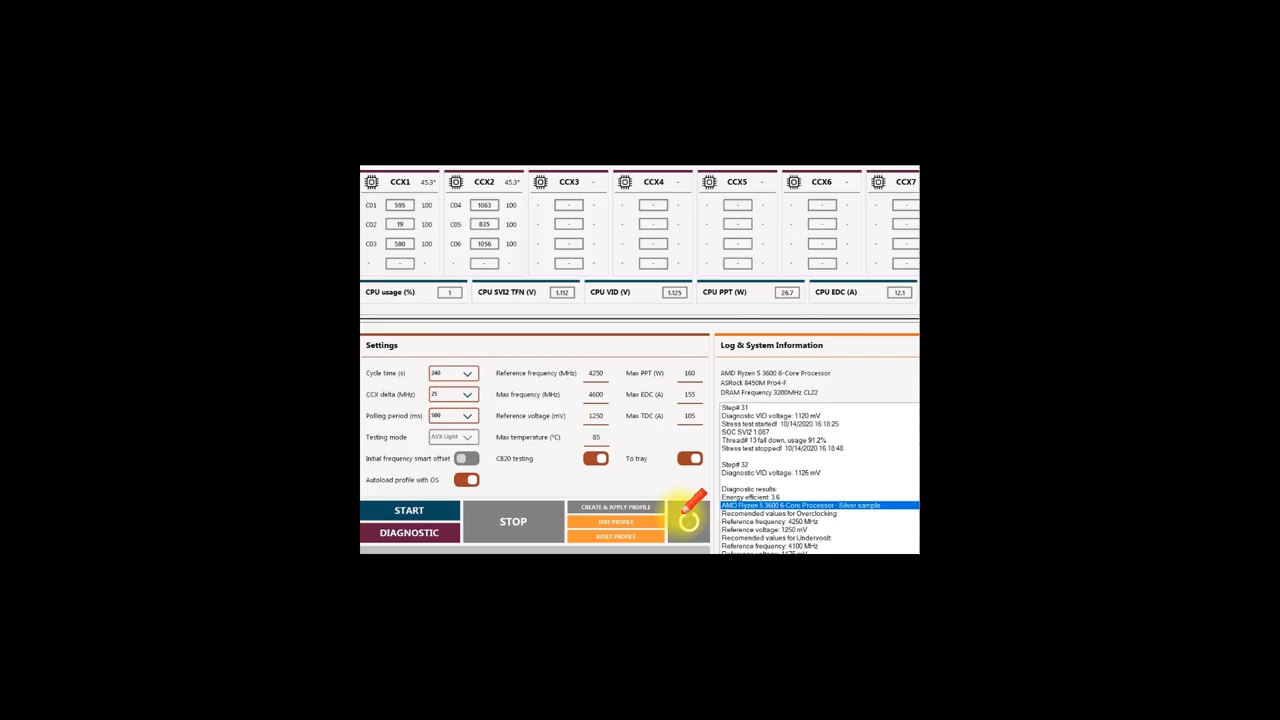 CCX1 45.3° CCX2 45.3° CCX3 - CCX4 - CCX5 - CCX6 - CCX7
C01 595 100 C04 1063 100 - - - - - - - - - - - - - -
C02 19 100 C05 835 100 - - - - - - - - - - - - - -
C03 580 100 C06 1056 100 - - - - - - - - - - - - - -
- - - - - - - - - - - - - - - - - - - -
CPU usage (%) 1 CPU SVI2 TFN (V) 1.112 CPU VID (V) 1.125 CPU PPT (W) 26.7 CPU EDC (A) 12.1
Settings
Cycle time (s) 240 Reference frequency (MHz) 4250 Max PPT (W) 160
CCX delta (MHz) 25 Max frequency (MHz) 4600 Max EDC (A) 155
Polling period (ms) 500 Reference voltage (mV) 1250 Max TDC (A) 105
Testing mode AVX Light Max temperature (°C) 85
Initial frequency smart offset CB20 testing To tray
Autoload profile with OS
START
DIAGNOSTIC
STOP
CREATE & APPLY PROFILE
EDIT PROFILE
RESET PROFILE
Log & System Information
AMD Ryzen 5 3600 6-Core Processor
ASRock B450M Pro4-F
DRAM Frequency 3200MHz CL22
Step# 31
Diagnostic VID voltage: 1120 mV
Stress test started! 10/14/2020 16:18:25
SOC SVI2 1.087
Thread# 13 fall down, usage 91.2%
Stress test stopped! 10/14/2020 16:18:48
Step# 32
Diagnostic VID voltage: 1126 mV
Diagnostic results:
Energy efficient: 3.6
AMD Ryzen 5 3600 6-Core Processor - Silver sample
Recomended values for Overclocking:
Reference frequency: 4250 MHz
Reference voltage: 1250 mV
Recomended values for Undervoolt:
Reference frequency: 4100 MHz